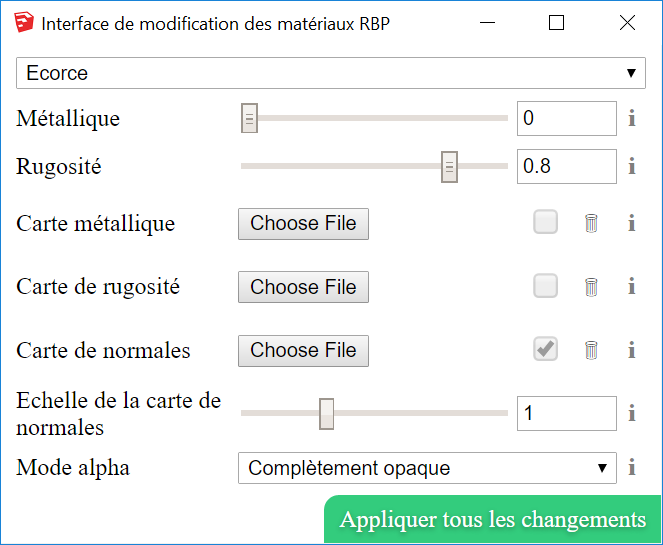 Interface de modification des matériaux RBP
Ecorce
Métallique 0
Rugosité 0.8
Carte métallique Choose File
Carte de rugosité Choose File
Carte de normales Choose File
Echelle de la carte de
normales 1
Mode alpha Complètement opaque
Appliquer tous les changements